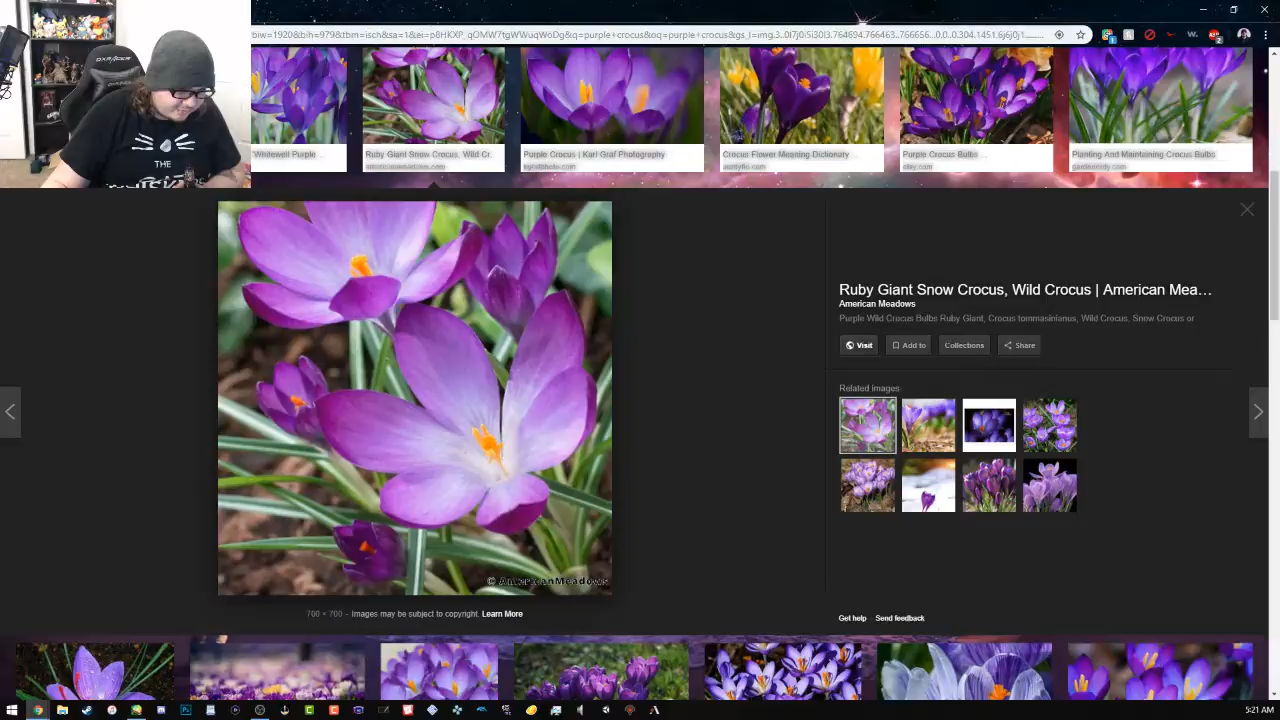 THE
Whitewell Purple ...
Ruby Giant Snow Crocus, Wild Cr.
Purple Crocus | Karl Graf Photography
Crocus Flower Meaning Dictionary
Purple Crocus Bulbs ...
Planting And Maintaining Crocus Bulbs
Ruby Giant Snow Crocus, Wild Crocus | American Mea...
American Meadows
Purple Wild Crocus Bulbs Ruby Giant, Crocus tommasinianus, Wild Crocus, Snow Crocus or
Visit
Add to
Collections
Share
Related images:
© AmericanMeadows
700 × 700 - Images may be subject to copyright. Learn More
Get help
Send feedback
5:21 AM